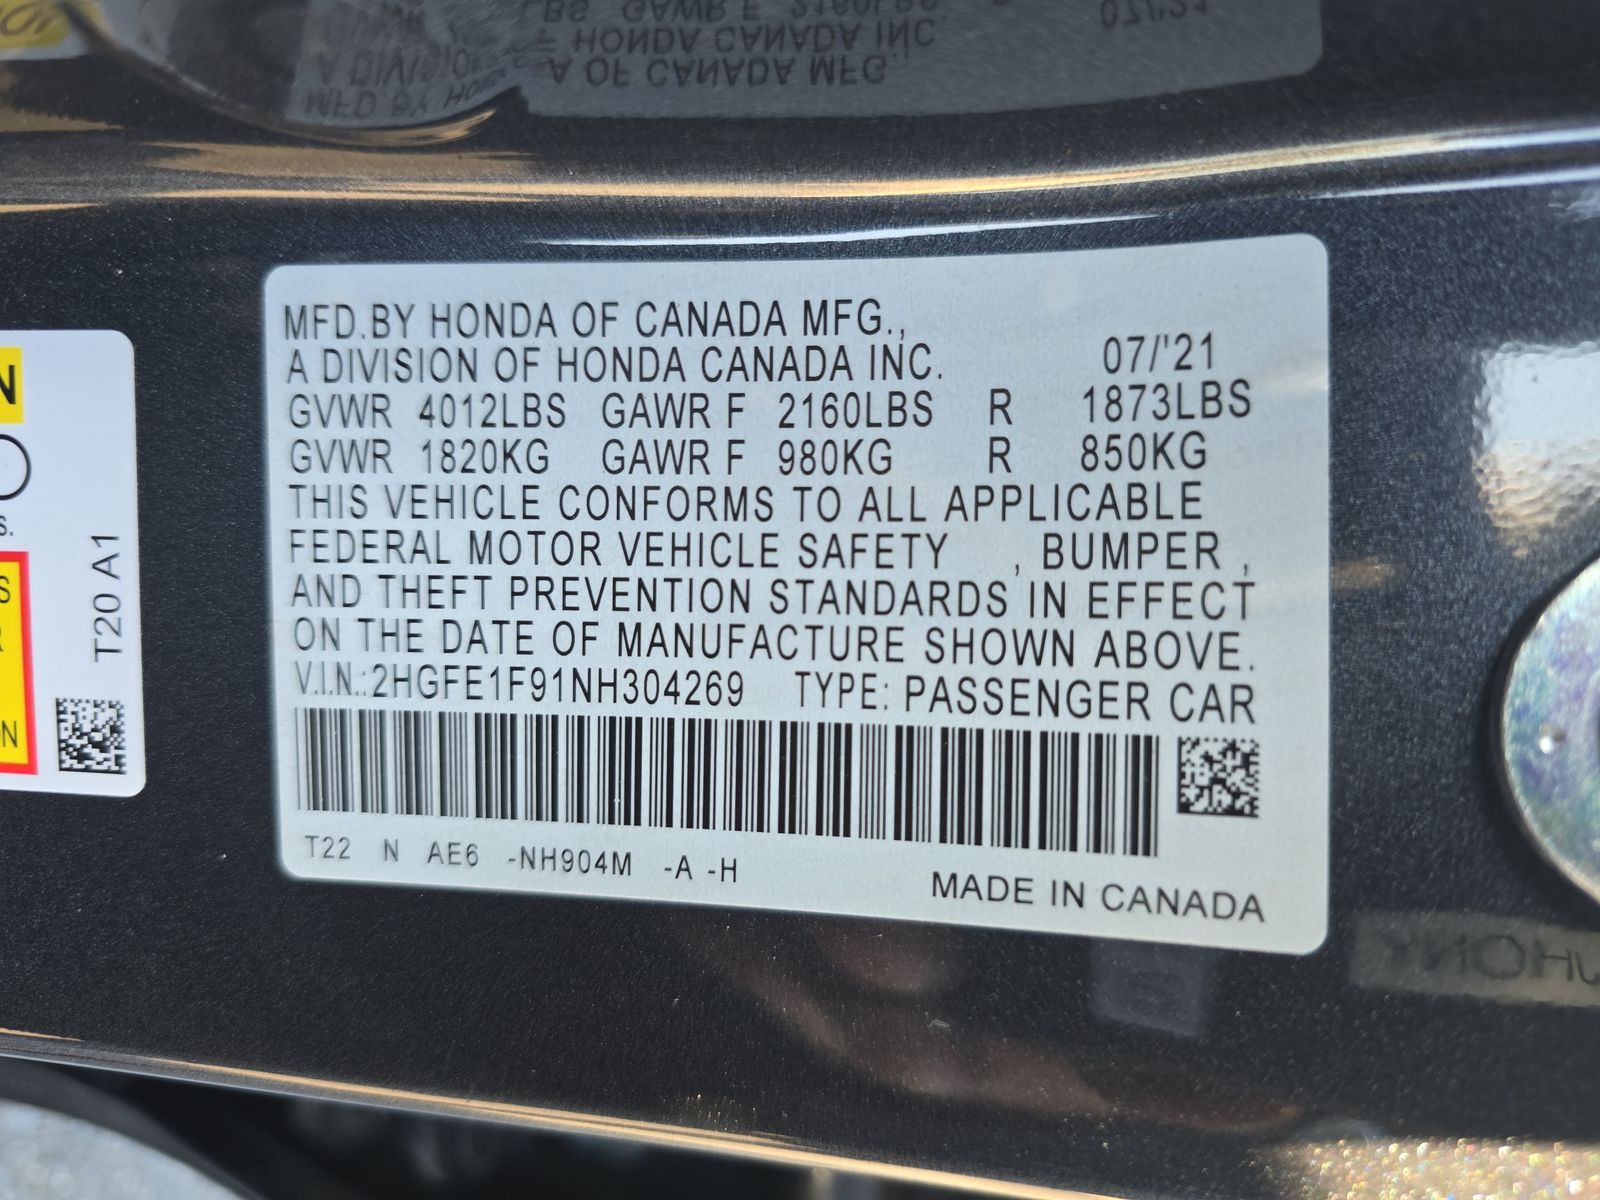 MFD.BY HONDA OF CANADA MFG.,
A DIVISION OF HONDA CANADA INC. 07/'21
GVWR 4012LBS GAWR F 2160LBS R 1873LBS
GVWR 1820KG GAWR F 980KG R 850KG
THIS VEHICLE CONFORMS TO ALL APPLICABLE
FEDERAL MOTOR VEHICLE SAFETY , BUMPER ,
AND THEFT PREVENTION STANDARDS IN EFFECT
ON THE DATE OF MANUFACTURE SHOWN ABOVE.
V.I.N.:2HGFE1F91NH304269 TYPE: PASSENGER CAR
T22 N AE6 -NH904M -A -H
MADE IN CANADA
T20 A1